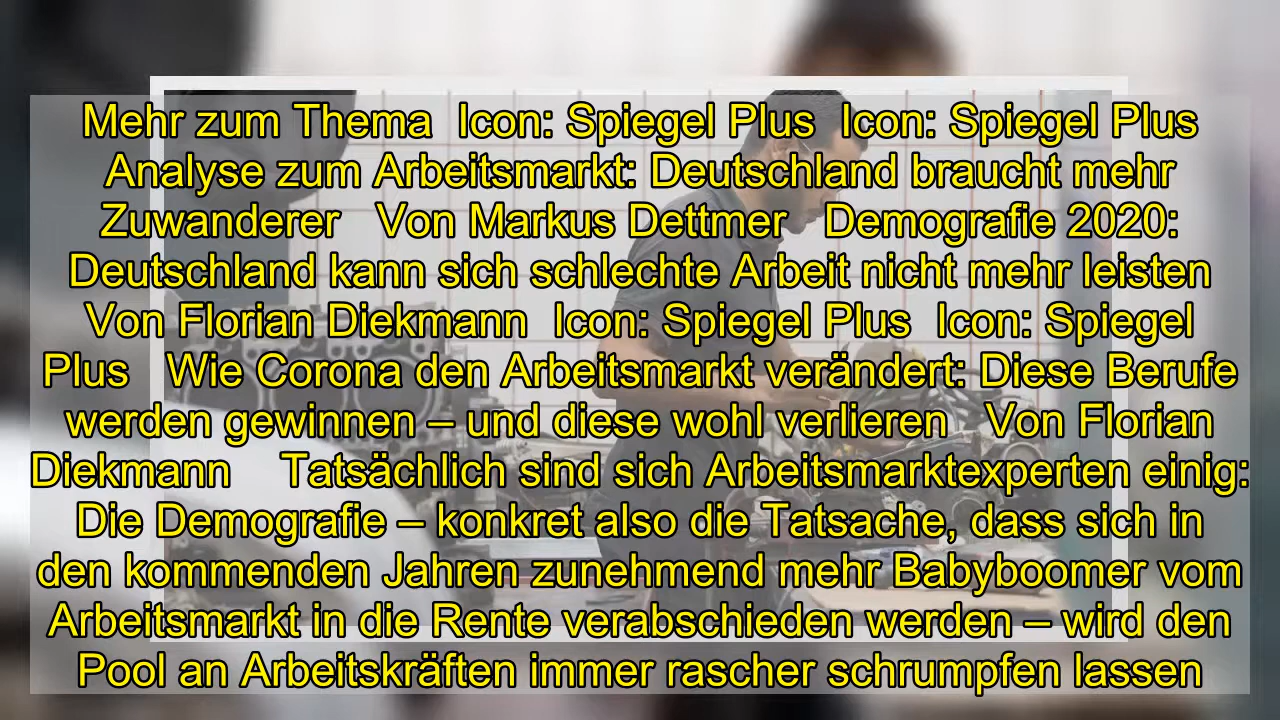 Mehr zum Thema  Icon: Spiegel Plus  Icon: Spiegel Plus
Analyse zum Arbeitsmarkt: Deutschland braucht mehr
Zuwanderer   Von Markus Dettmer   Demografie 2020:
Deutschland kann sich schlechte Arbeit nicht mehr leisten
Von Florian Diekmann  Icon: Spiegel Plus  Icon: Spiegel
Plus   Wie Corona den Arbeitsmarkt verändert: Diese Berufe
werden gewinnen – und diese wohl verlieren   Von Florian
Diekmann    Tatsächlich sind sich Arbeitsmarktexperten einig:
Die Demografie – konkret also die Tatsache, dass sich in
den kommenden Jahren zunehmend mehr Babyboomer vom
Arbeitsmarkt in die Rente verabschieden werden – wird den
Pool an Arbeitskräften immer rascher schrumpfen lassen